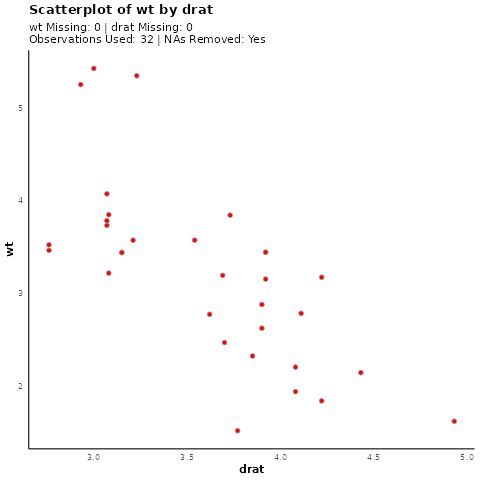 Scatterplot of wt by drat
wt Missing: 0 | drat Missing: 0
Observations Used: 32 | NAs Removed: Yes
5
4
3
2
wt
3.0 3.5 4.0 4.5 5.0
drat